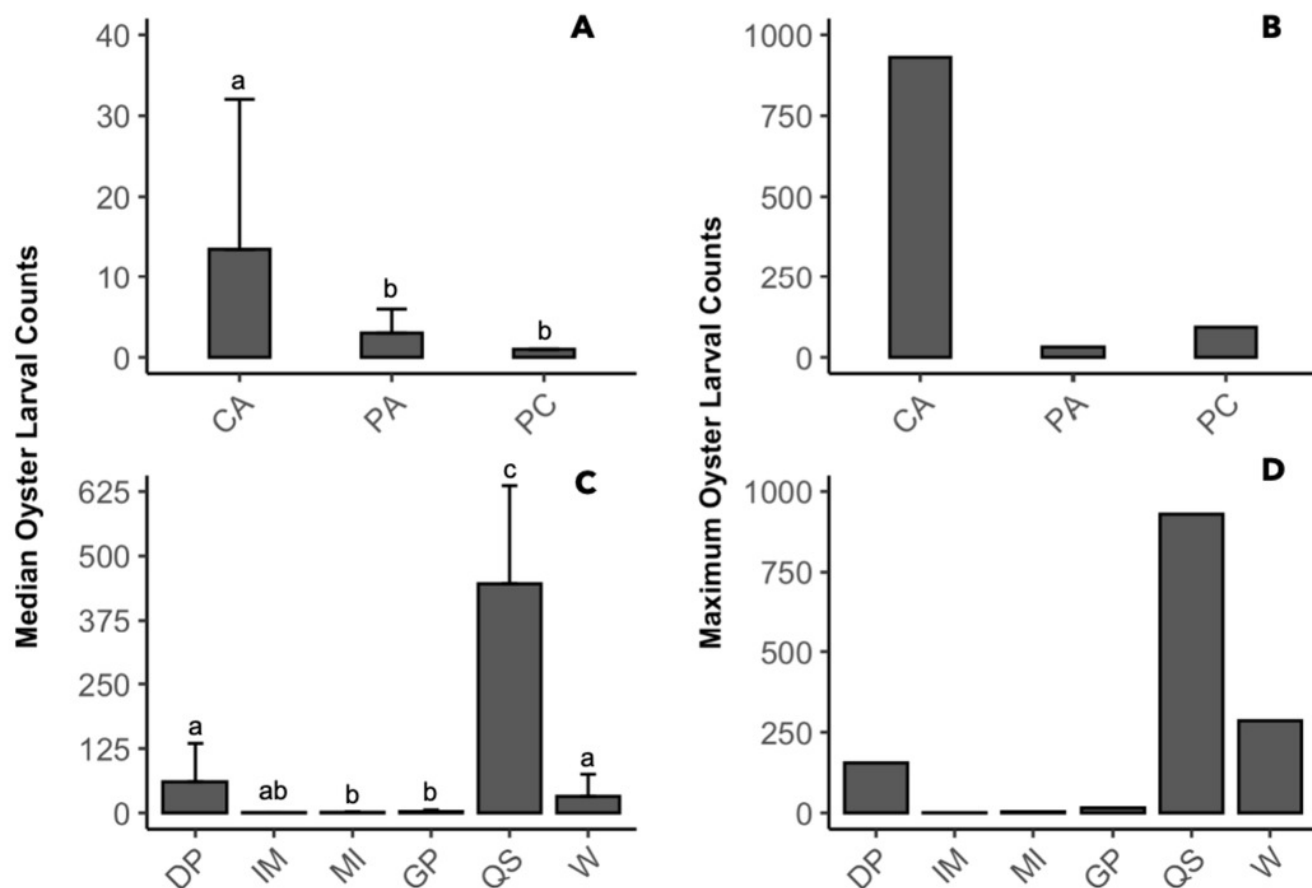 A
Median Oyster Larval Counts
40
30
20
10
0
a
b
b
CA
PA
PC
B
Maximum Oyster Larval Counts
1000
750
500
250
0
CA
PA
PC
C
625
500
375
250
125
0
a
ab
b
b
c
a
DP
IM
MI
GP
QS
W
D
1000
750
500
250
0
DP
IM
MI
GP
QS
W